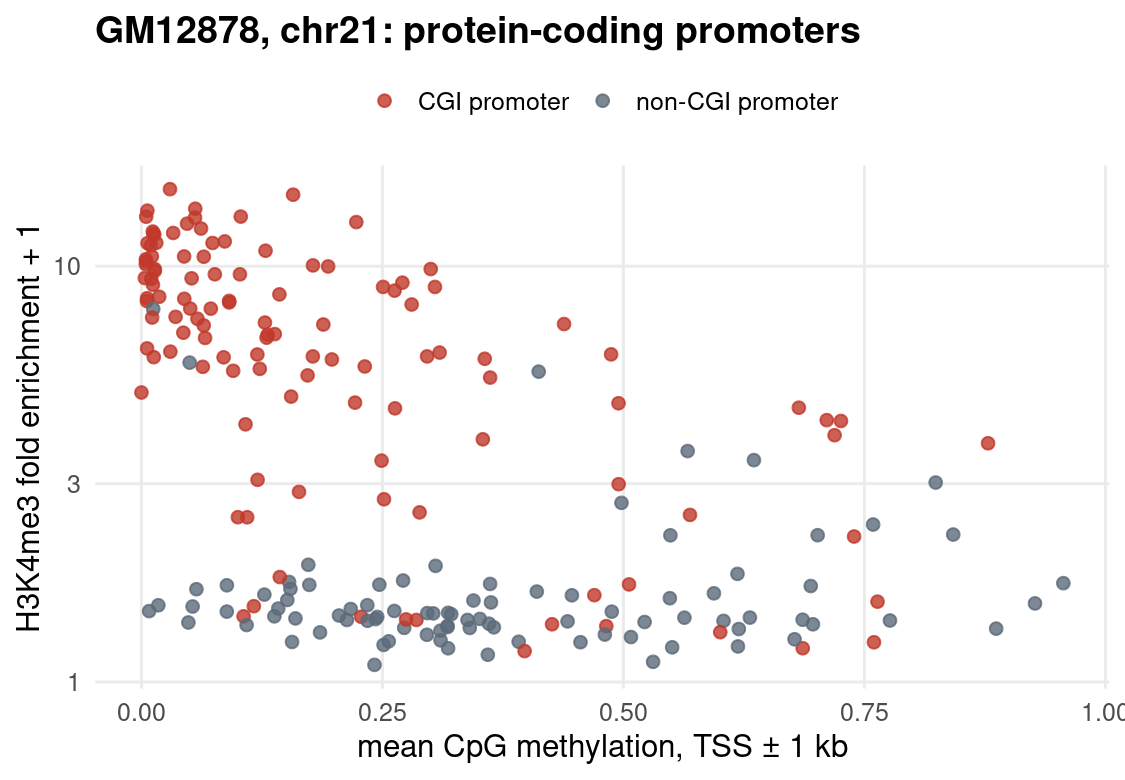 GM12878, chr21: protein-coding promoters
CGI promoter non-CGI promoter
H3K4me3 fold enrichment + 1
10
3
1
0.00 0.25 0.50 0.75 1.00
mean CpG methylation, TSS ± 1 kb